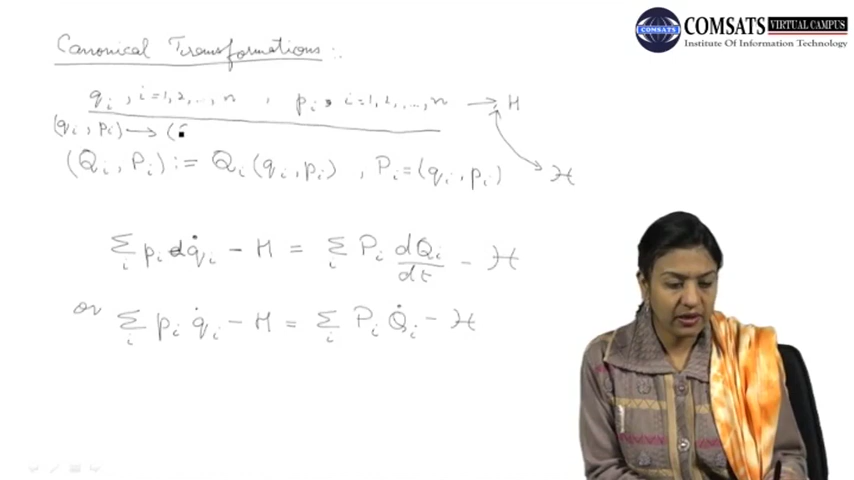 COMSATS
COMSATS VIRTUAL CAMPUS
Institute Of Information Technology
Canonical Transformations :.
qᵢ , i=1,2,...,n , pᵢ , i=1,2,...,n → H
(qᵢ , pᵢ) → (
(Qᵢ , Pᵢ) := Qᵢ(qᵢ,pᵢ) , Pᵢ=(qᵢ,pᵢ) ℋ
Σᵢ pᵢ dq̇ᵢ − H = Σᵢ Pᵢ dQᵢ/dt − ℋ
or Σᵢ pᵢ q̇ᵢ − H = Σᵢ Pᵢ Q̇ᵢ − ℋ